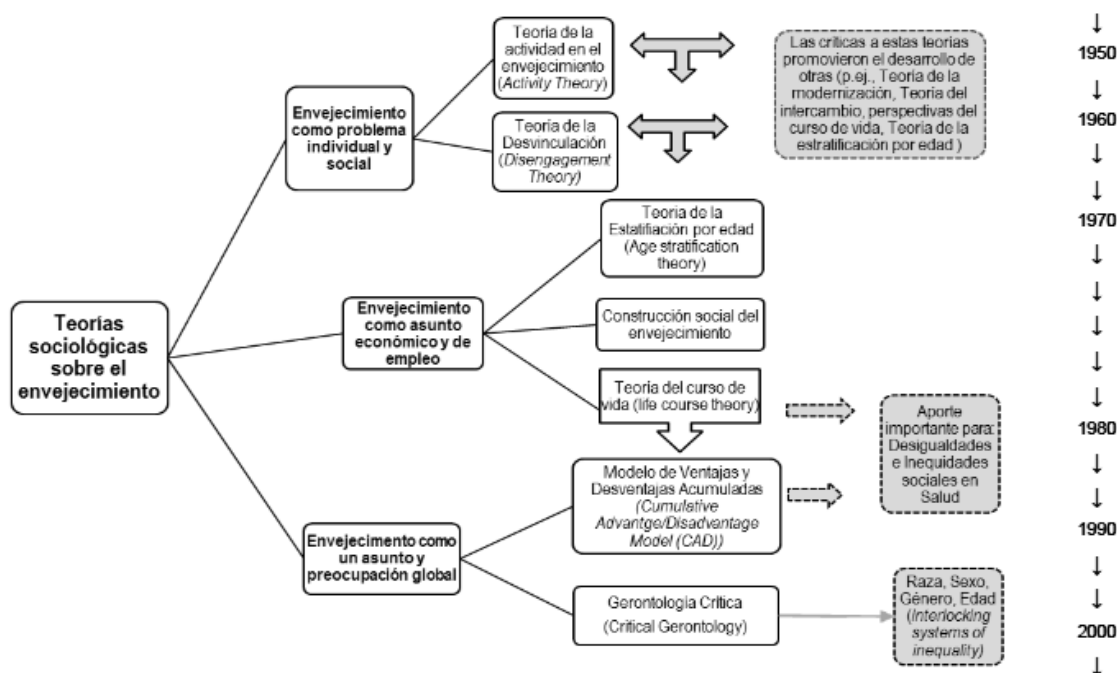 Teorías
sociológicas
sobre el
envejecimiento
Envejecimiento
como problema
individual y
social
Teoría de la
actividad en el
envejecimiento
(Activity Theory)
Teoría de la
Desvinculación
(Disengagement
Theory)
Las críticas a estas teorías
promovieron el desarrollo de
otras (p.ej., Teoría de la
modernización, Teoría del
intercambio, perspectivas del
curso de vida, Teoría de la
estratificación por edad )
Envejecimiento
como asunto
económico y de
empleo
Teoría de la
Estatifiación por edad
(Age stratification
theory)
Construcción social del
envejecimiento
Teoría del curso de
vida (life course theory)
Aporte
importante para:
Desigualdades
e Inequidades
sociales en
Salud
Envejecimento como
un asunto y
preocupación global
Modelo de Ventajas y
Desventajas Acumuladas
(Cumulative
Advantge/Disadvantage
Model (CAD))
Gerontología Crítica
(Critical Gerontology)
Raza, Sexo,
Género, Edad
(Interlocking
systems of
inequality)
1950
1960
1970
1980
1990
2000